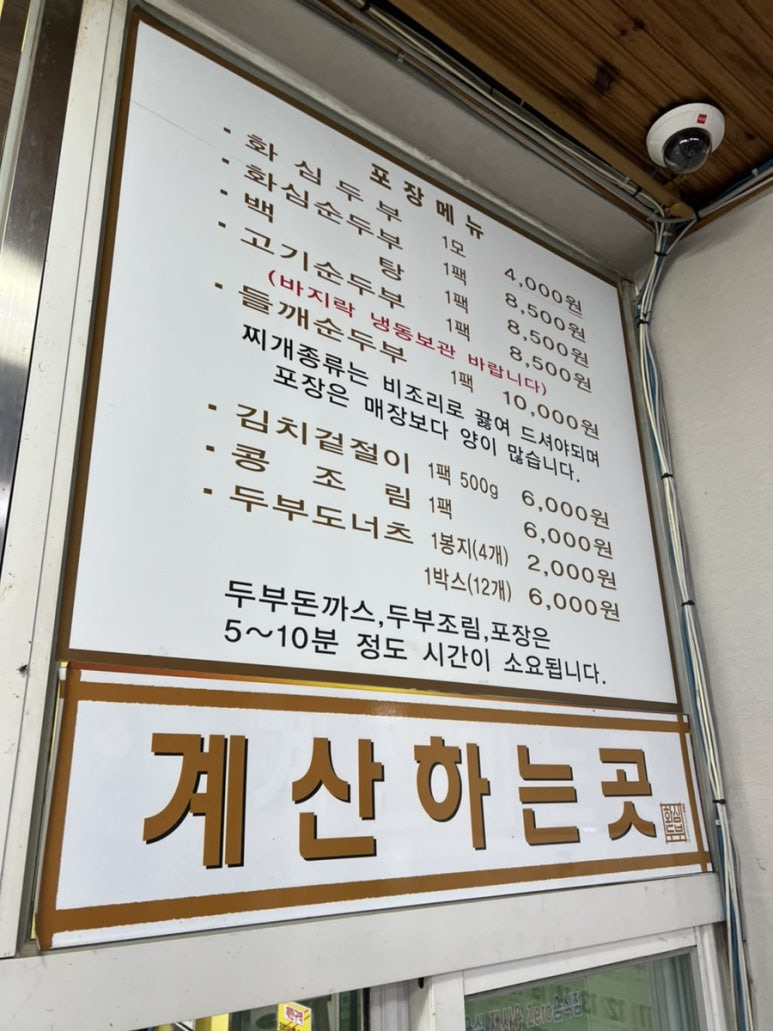 포장메뉴
· 화심두부 1모 4,000원
· 화심순두부 1팩 8,500원
· 백탕 1팩 8,500원
· 고기순두부 1팩 8,500원
(바지락 냉동보관 바랍니다)
· 들깨순두부 1팩 10,000원
찌개종류는 비조리로 끓여 드셔야되며
포장은 매장보다 양이 많습니다.
· 김치겉절이 1팩 500g 6,000원
· 콩조림 1팩 6,000원
· 두부도너츠 1봉지(4개) 2,000원
1박스(12개) 6,000원
두부돈까스,두부조림,포장은
5~10분 정도 시간이 소요됩니다.
계산하는곳
화심
두부